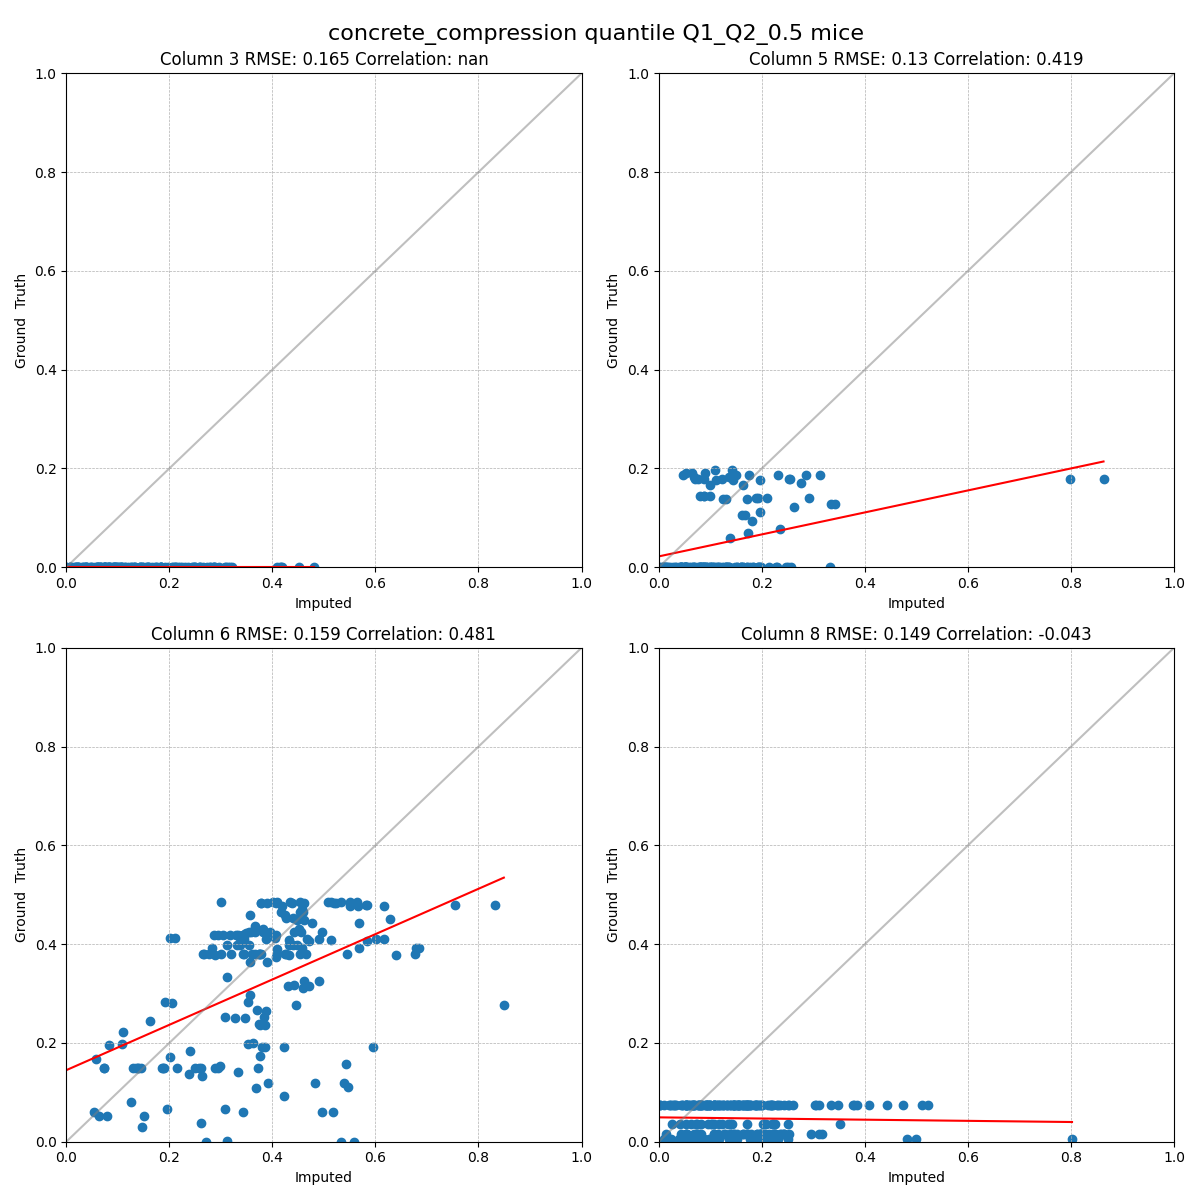 concrete_compression quantile Q1_Q2_0.5 mice
Column 3 RMSE: 0.165 Correlation: nan
1.0
0.8
0.6
0.4
0.2
0.0
Ground Truth
0.0 0.2 0.4 0.6 0.8 1.0
Imputed
Column 5 RMSE: 0.13 Correlation: 0.419
1.0
0.8
0.6
0.4
0.2
0.0
Ground Truth
0.0 0.2 0.4 0.6 0.8 1.0
Imputed
Column 6 RMSE: 0.159 Correlation: 0.481
1.0
0.8
0.6
0.4
0.2
0.0
Ground Truth
0.0 0.2 0.4 0.6 0.8 1.0
Imputed
Column 8 RMSE: 0.149 Correlation: -0.043
1.0
0.8
0.6
0.4
0.2
0.0
Ground Truth
0.0 0.2 0.4 0.6 0.8 1.0
Imputed